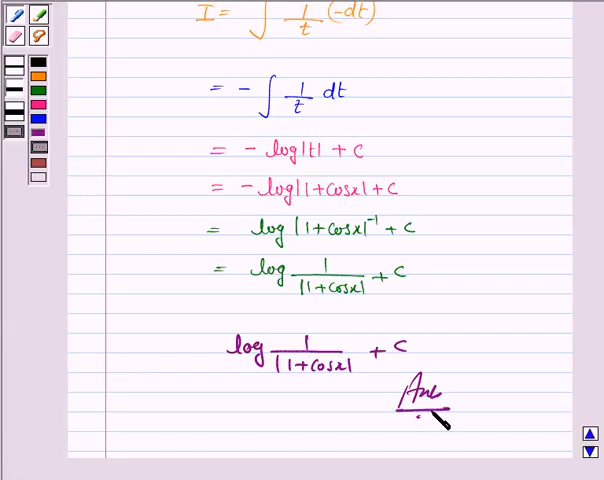 I = ∫ 1/t (-dt)
= - ∫ 1/t dt
= - log|t| + c
= - log|1+cosx| + c
= log|1+cosx|⁻¹ + c
= log 1/|1+cosx| + c
log 1/|1+cosx| + c
Ans